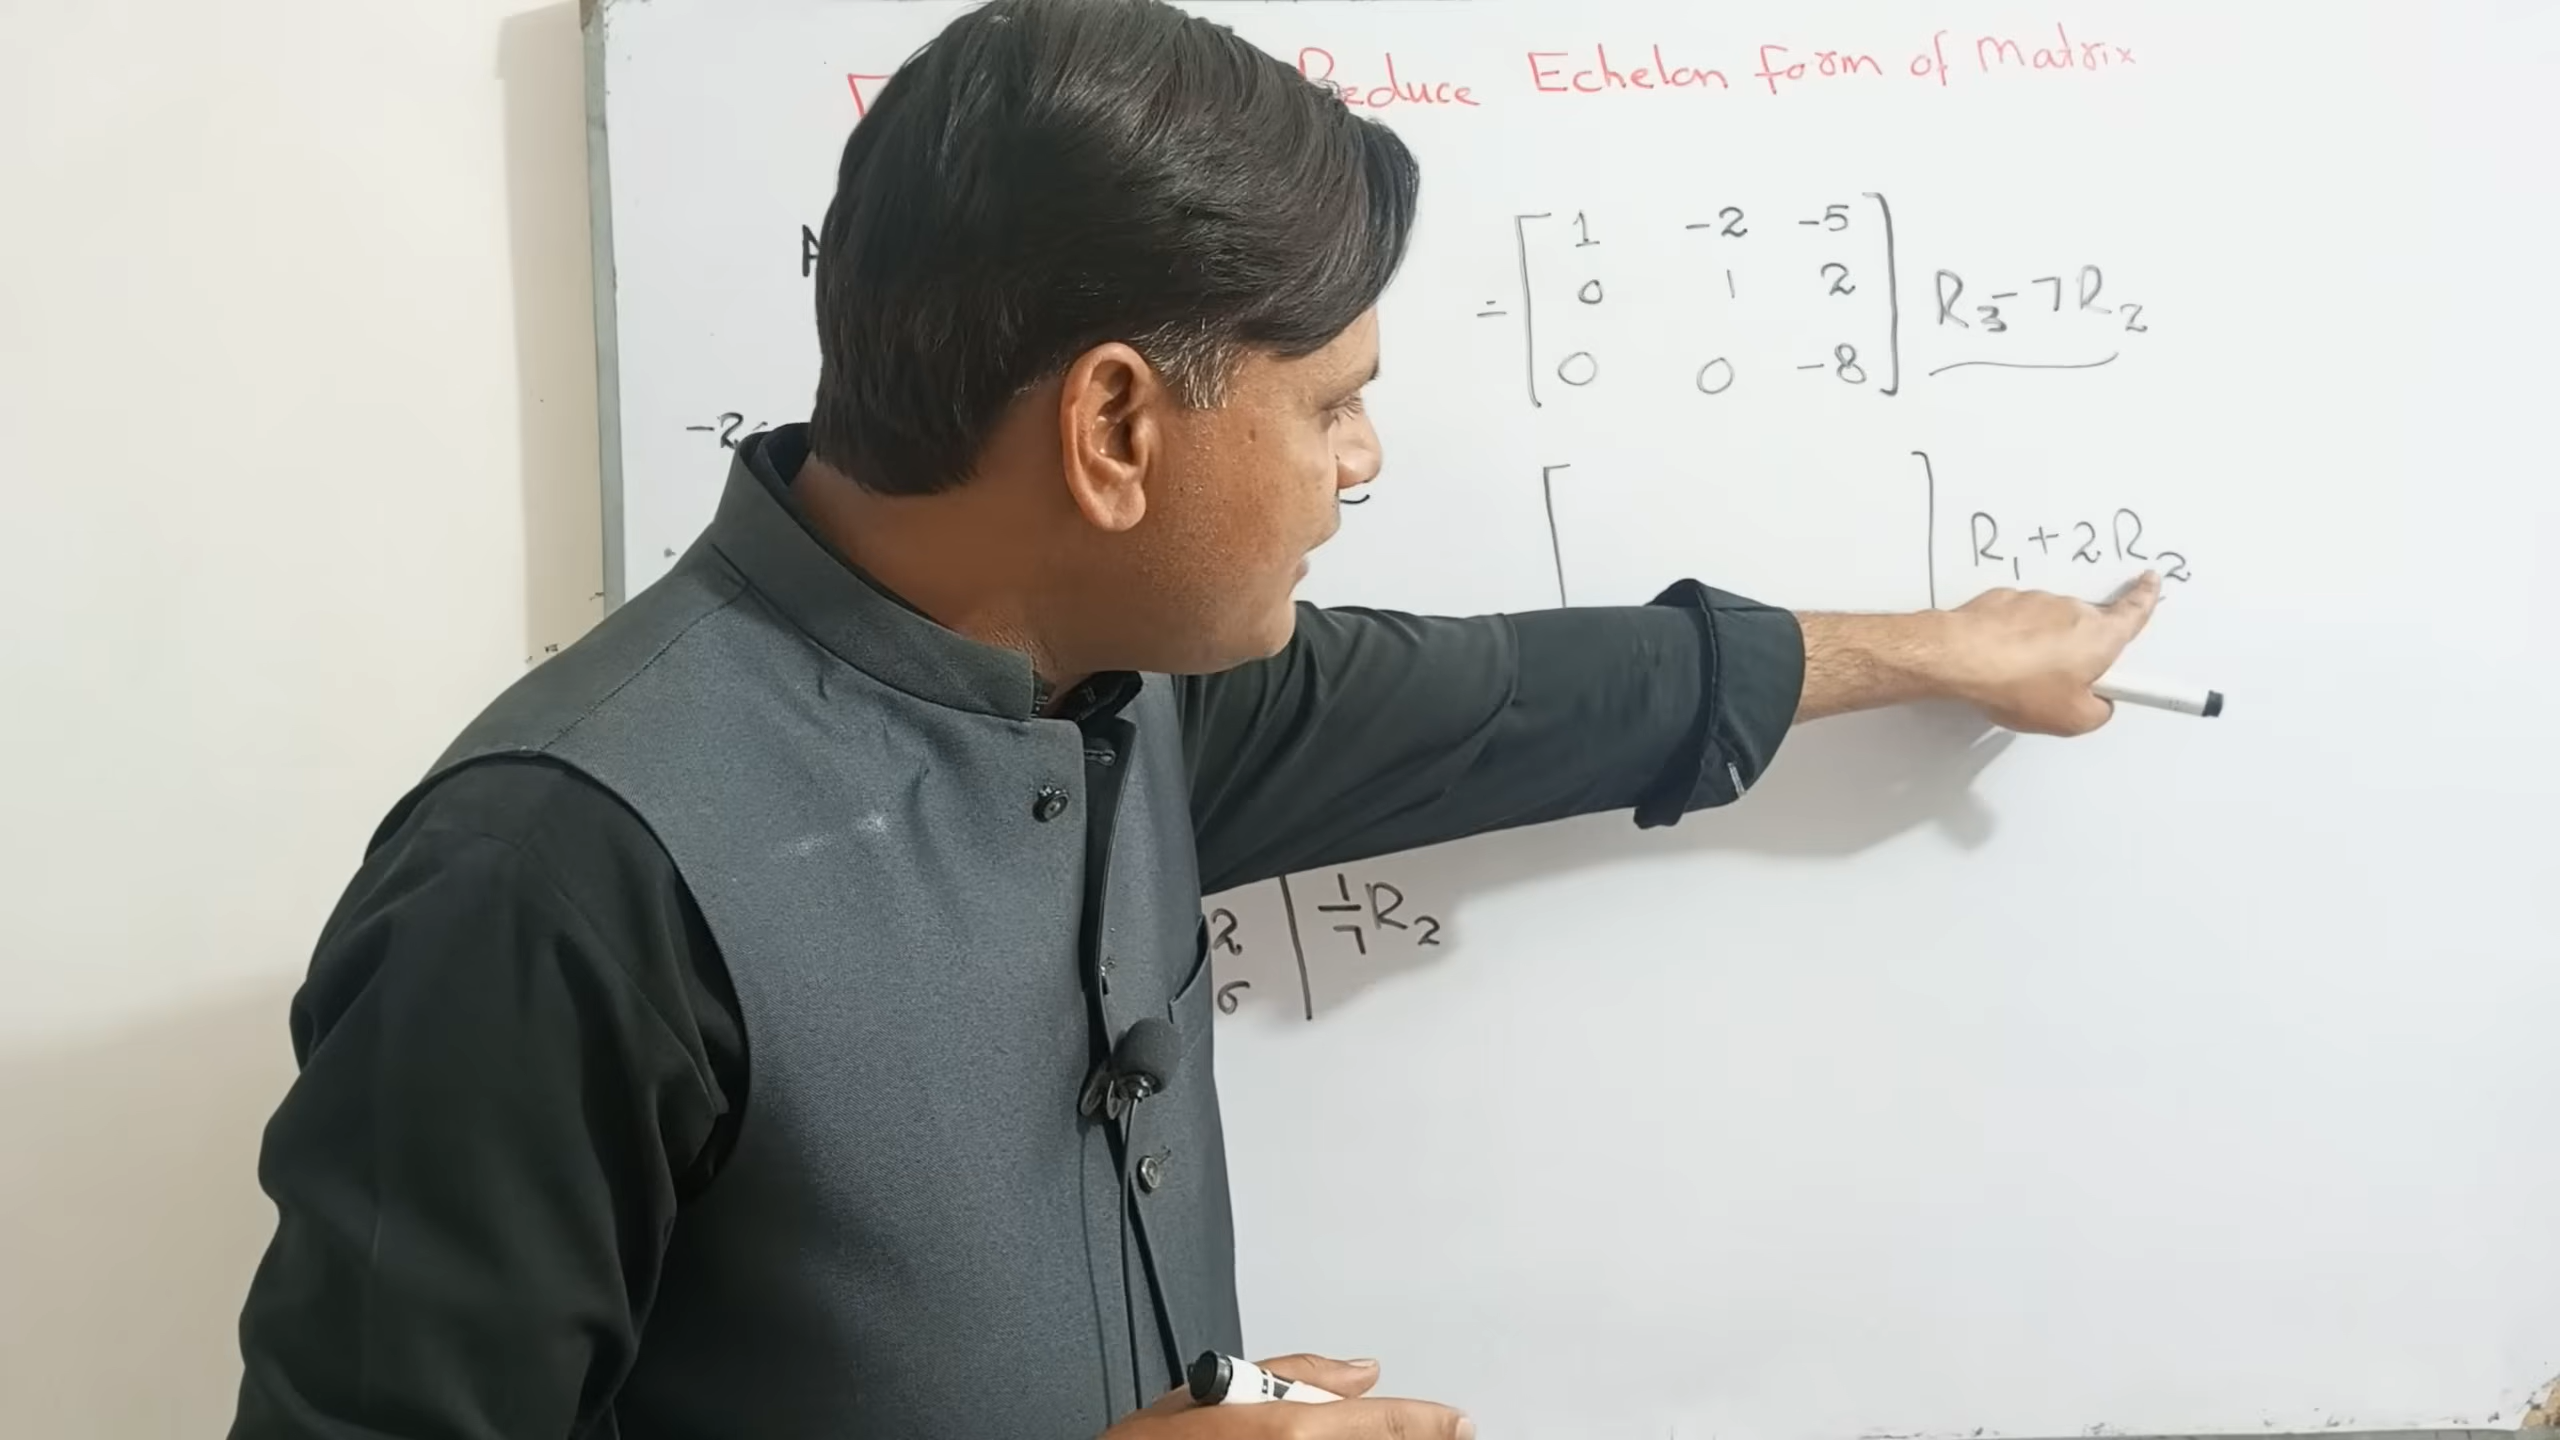 Reduce Echelon form of Matrix
A
= [ 1 -2 -5
0 1 2
0 0 -8 ] R3-7R2
-2
[ ] R1+2R2
2 | 1/7 R2
6